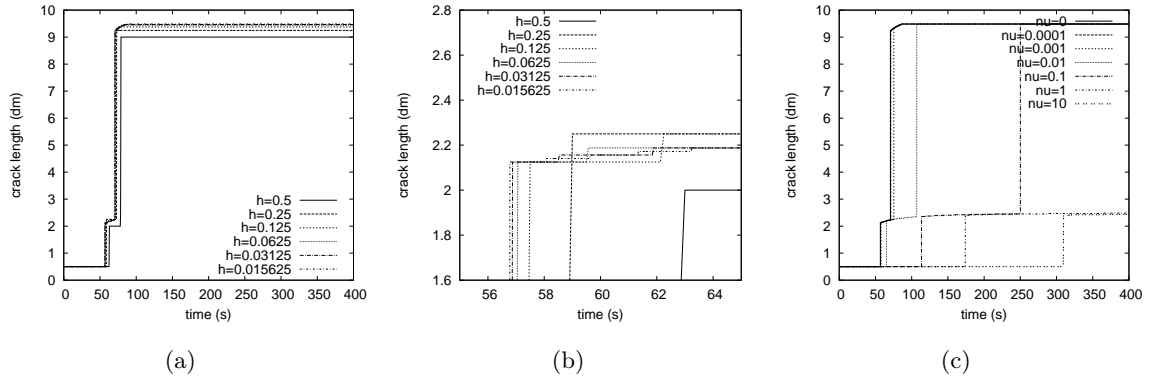 10
9
8
7
6
5
4
3
2
1
0
crack length (dm)
h=0.5
h=0.25
h=0.125
h=0.0625
h=0.03125
h=0.015625
0 50 100 150 200 250 300 350 400
time (s)
(a)
2.8
2.6
2.4
2.2
2
1.8
1.6
crack length (dm)
h=0.5
h=0.25
h=0.125
h=0.0625
h=0.03125
h=0.015625
56 58 60 62 64
time (s)
(b)
10
9
8
7
6
5
4
3
2
1
0
crack length (dm)
nu=0
nu=0.0001
nu=0.001
nu=0.01
nu=0.1
nu=1
nu=10
0 50 100 150 200 250 300 350 400
time (s)
(c)